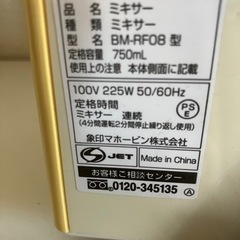 品名 ミキサー
種類 ミキサー
型名 BM-RF08 型
定格容量 750mL
使用上の注意 本体側面に記載
100V 225W 50/60Hz
定格時間
ミキサー 連続
(4分間運転2分間停止繰り返し使用)
PS
E
象印マホービン株式会社
S JET Made in China
お客様ご相談センター
0120-345135 A